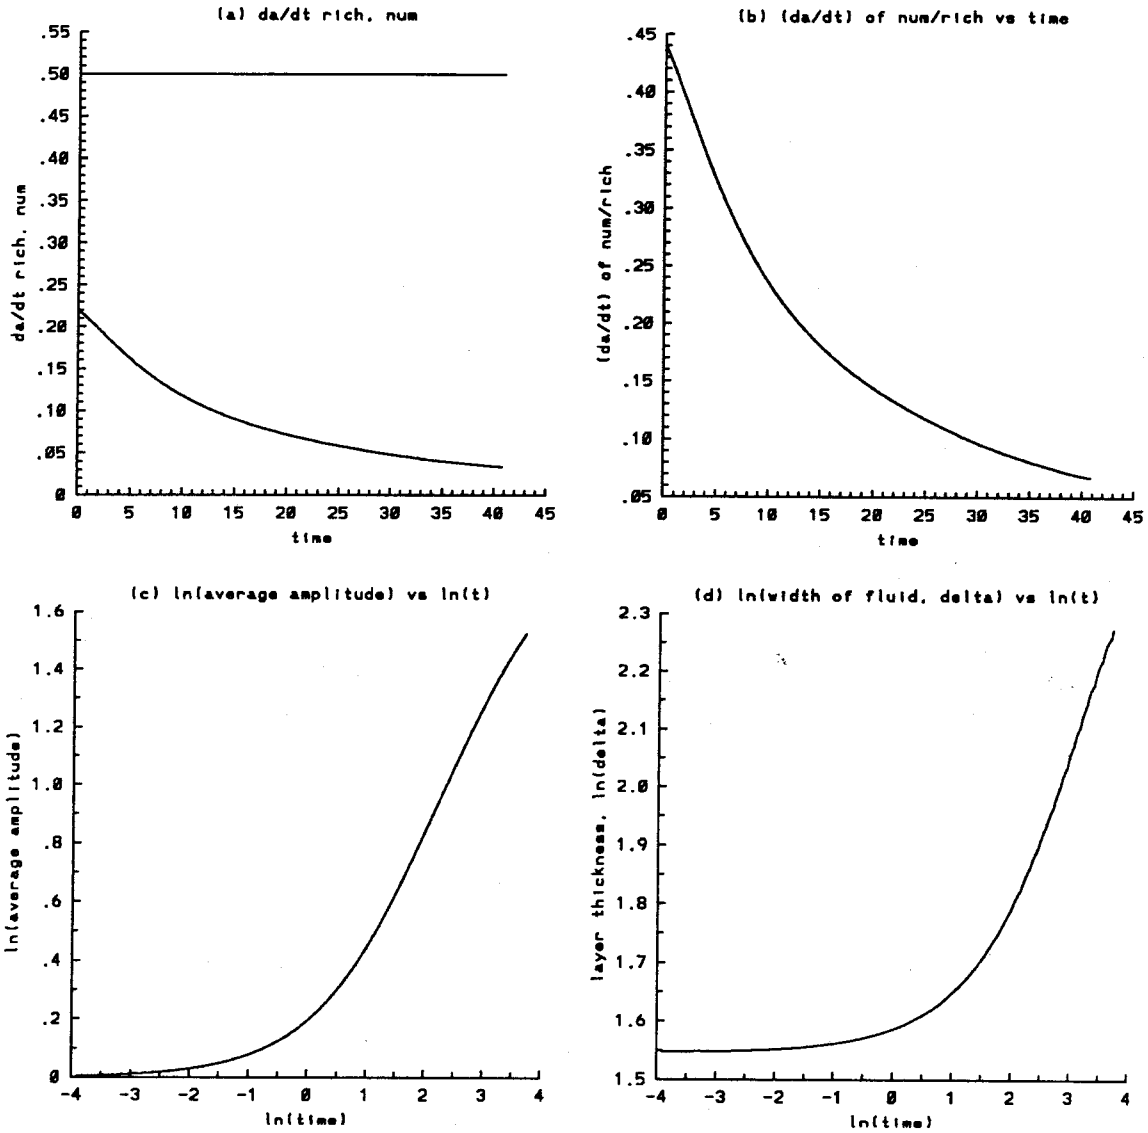 (a) da/dt rich, num
.55
.50
.45
.40
.35
.30
.25
.20
.15
.10
.05
0
da/dt rich, num
0 5 10 15 20 25 30 35 40 45
time
(b) (da/dt) of num/rich vs time
.45
.40
.35
.30
.25
.20
.15
.10
.05
(da/dt) of num/rich
0 5 10 15 20 25 30 35 40 45
time
(c) ln(average amplitude) vs ln(t)
1.6
1.4
1.2
1.0
.8
.6
.4
.2
0
ln(average amplitude)
-4 -3 -2 -1 0 1 2 3 4
ln(time)
(d) ln(width of fluid, delta) vs ln(t)
2.3
2.2
2.1
2.0
1.9
1.8
1.7
1.6
1.5
layer thickness, ln(delta)
-4 -3 -2 -1 0 1 2 3 4
ln(time)